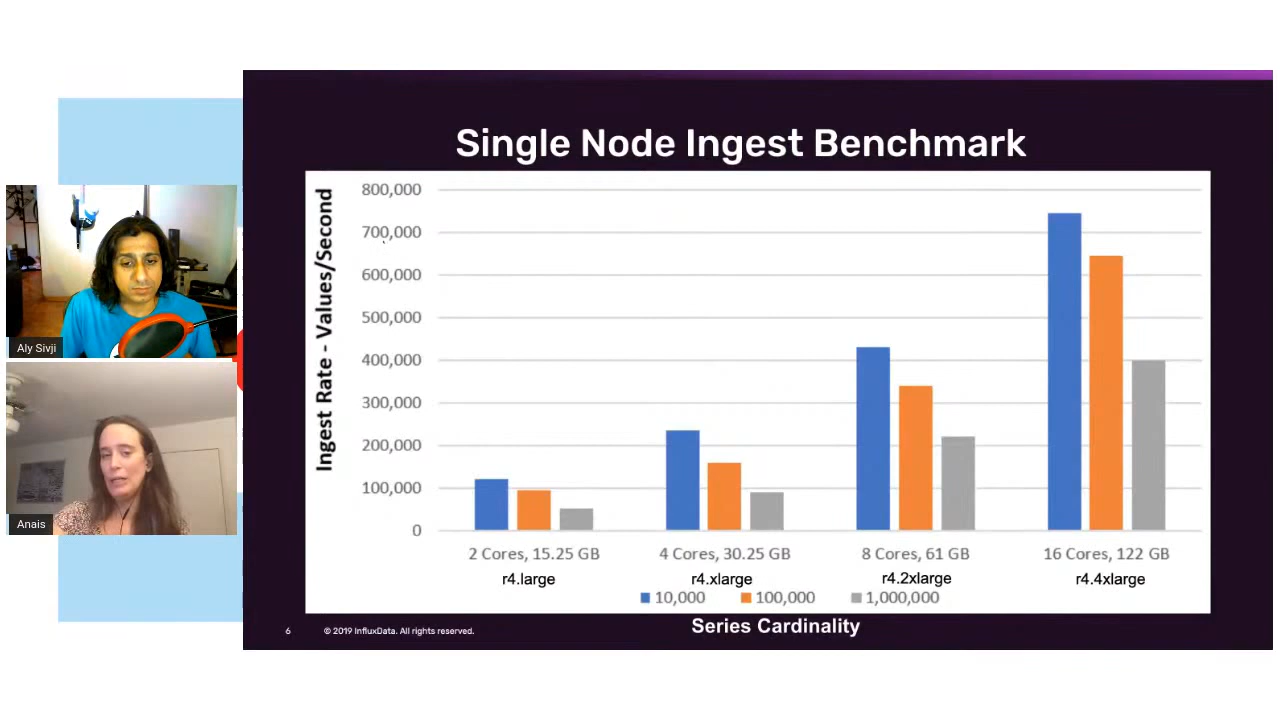 Single Node Ingest Benchmark
Ingest Rate - Values/Second
800,000
700,000
600,000
500,000
400,000
300,000
200,000
100,000
0
2 Cores, 15.25 GB
4 Cores, 30.25 GB
8 Cores, 61 GB
16 Cores, 122 GB
r4.large
r4.xlarge
r4.2xlarge
r4.4xlarge
10,000
100,000
1,000,000
Series Cardinality
6
© 2019 InfluxData. All rights reserved.
Aly Sivji
Anais